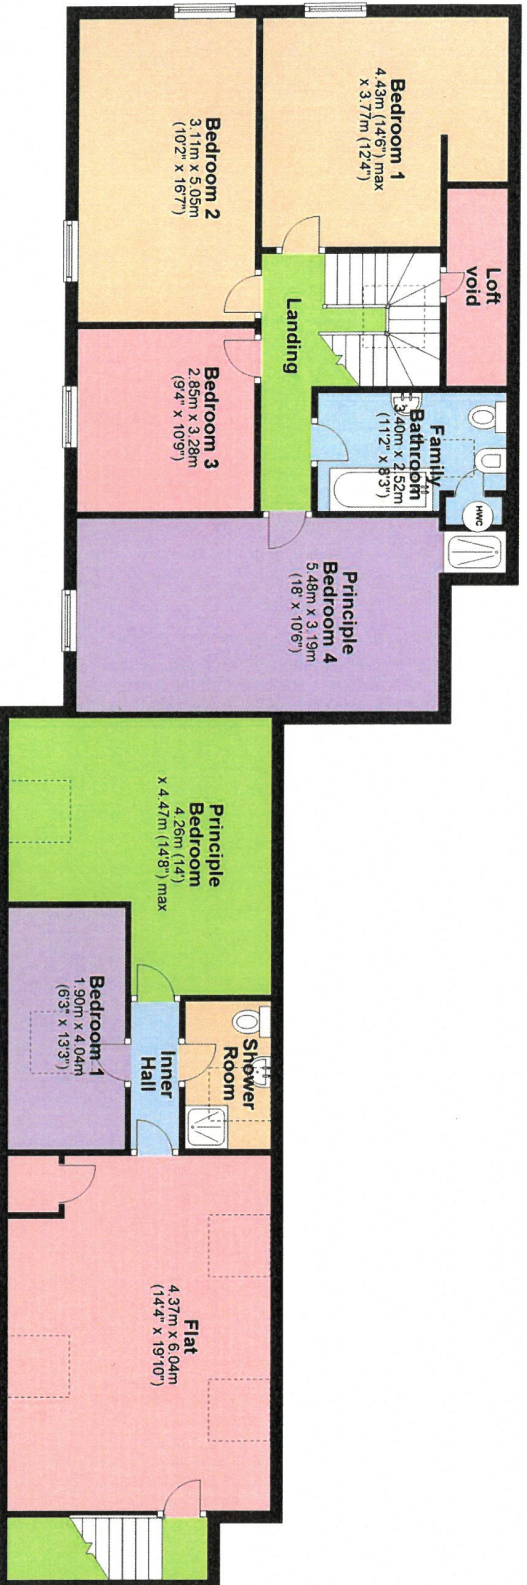 Bedroom 1
4.43m (14'6") max
x 3.77m (12'4")
Loft
void
Bedroom 2
3.11m x 5.05m
(10'2" x 16'7")
Landing
Bedroom 3
2.85m x 3.28m
(9'4" x 10'9")
Family
Bathroom
3.40m x 2.52m
(11'2" x 8'3")
HWC
Principle
Bedroom 4
5.48m x 3.19m
(18' x 10'6")
Principle
Bedroom
4.26m (14')
x 4.47m (14'8") max
Bedroom 1
1.90m x 4.04m
(6'3" x 13'3")
Inner
Hall
Shower
Room
Flat
4.37m x 6.04m
(14'4" x 19'10")